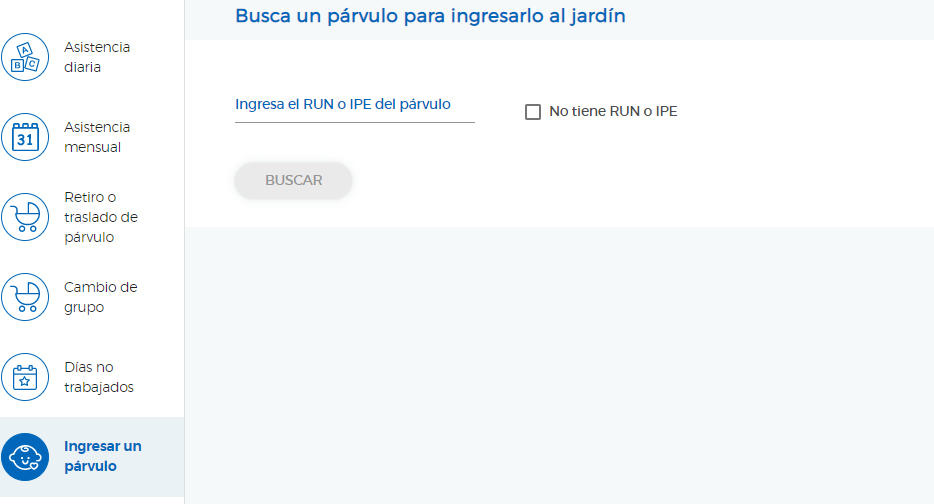 Busca un párvulo para ingresarlo al jardín
Asistencia
diaria
A
B C
Asistencia
mensual
31
Retiro o
traslado de
párvulo
Cambio de
grupo
Días no
trabajados
Ingresar un
párvulo
Ingresa el RUN o IPE del párvulo
No tiene RUN o IPE
BUSCAR